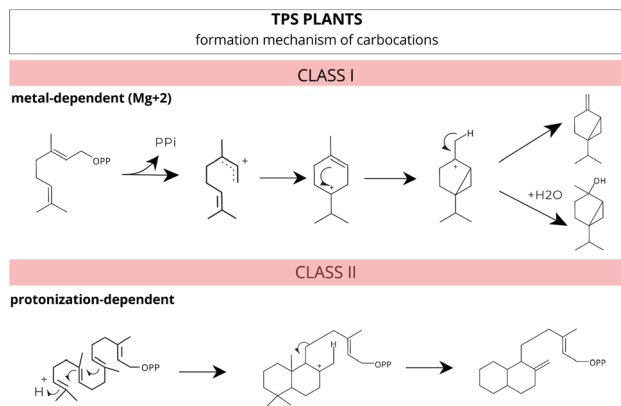 TPS PLANTS
formation mechanism of carbocations
CLASS I
metal-dependent (Mg+2)
PPi
OPP
+
+
H
+
+H2O
OH
CLASS II
protonization-dependent
+
H
OPP
H
+
OPP
OPP